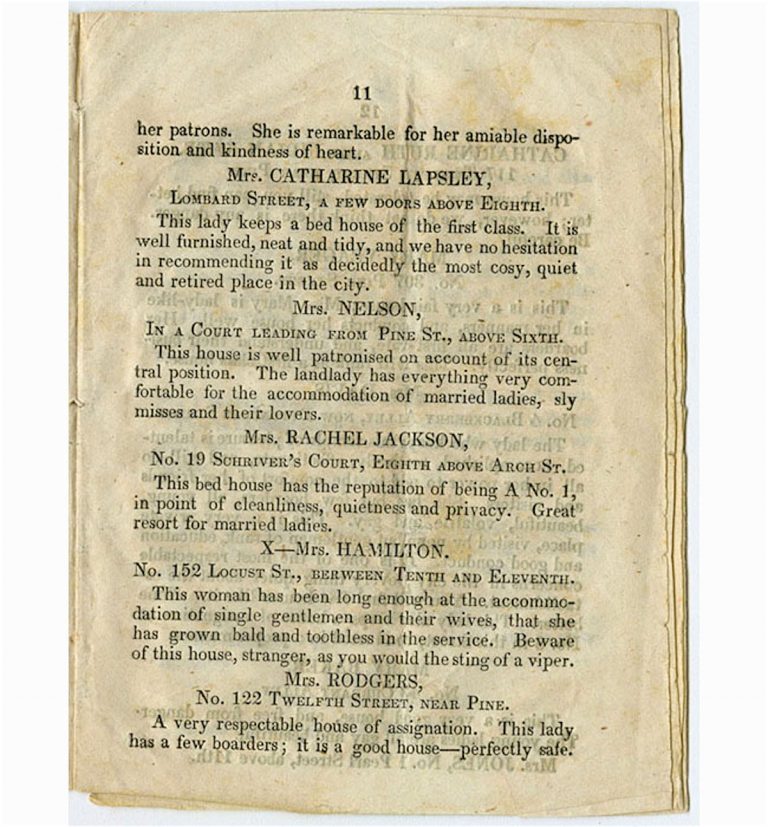 11
her patrons. She is remarkable for her amiable dispo-
sition and kindness of heart.
Mrs. CATHARINE LAPSLEY,
LOMBARD STREET, A FEW DOORS ABOVE EIGHTH.
This lady keeps a bed house of the first class. It is
well furnished, neat and tidy, and we have no hesitation
in recommending it as decidedly the most cosy, quiet
and retired place in the city.
Mrs. NELSON,
IN A COURT LEADING FROM PINE ST., ABOVE SIXTH.
This house is well patronised on account of its cen-
tral position. The landlady has everything very com-
fortable for the accommodation of married ladies, sly
misses and their lovers.
Mrs. RACHEL JACKSON,
No. 19 SCHRIVER'S COURT, EIGHTH ABOVE ARCH ST.
This bed house has the reputation of being A No. 1,
in point of cleanliness, quietness and privacy. Great
resort for married ladies.
X—Mrs. HAMILTON.
No. 152 LOCUST ST., BERWEEN TENTH AND ELEVENTH.
This woman has been long enough at the accommo-
dation of single gentlemen and their wives, that she
has grown bald and toothless in the service. Beware
of this house, stranger, as you would the sting of a viper.
Mrs. RODGERS,
No. 122 TWELFTH STREET, NEAR PINE.
A very respectable house of assignation. This lady
has a few boarders; it is a good house—perfectly safe.